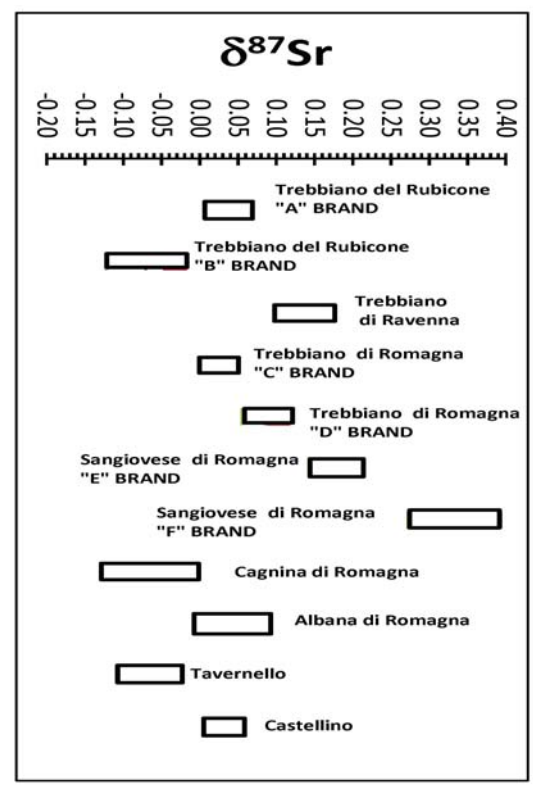 δ⁸⁷Sr
-0.20 -0.15 -0.10 -0.05 0.00 0.05 0.10 0.15 0.20 0.25 0.30 0.35 0.40
Trebbiano del Rubicone
"A" BRAND
Trebbiano del Rubicone
"B" BRAND
Trebbiano
di Ravenna
Trebbiano di Romagna
"C" BRAND
Trebbiano di Romagna
"D" BRAND
Sangiovese di Romagna
"E" BRAND
Sangiovese di Romagna
"F" BRAND
Cagnina di Romagna
Albana di Romagna
Tavernello
Castellino